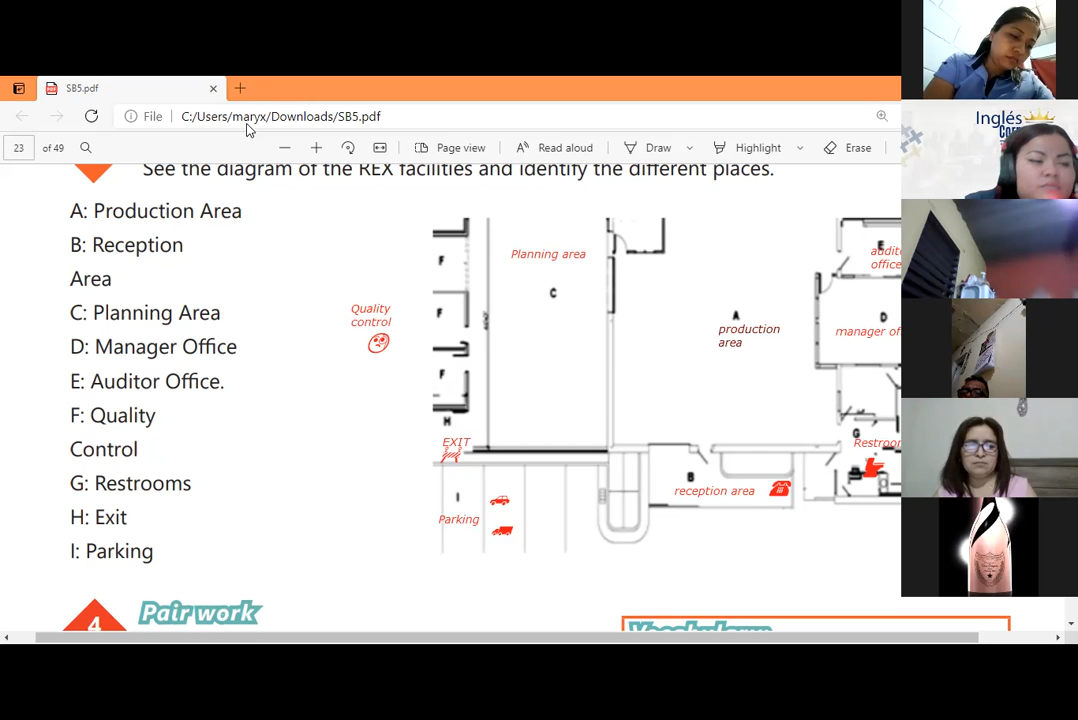 SB5.pdf
File
C:/Users/maryx/Downloads/SB5.pdf
23
of 49
Page view
Read aloud
Draw
Highlight
Erase
Inglés
See the diagram of the REX facilities and identify the different places.
A: Production Area
B: Reception
Area
C: Planning Area
D: Manager Office
E: Auditor Office.
F: Quality
Control
G: Restrooms
H: Exit
I: Parking
Planning area
C
F
F
F
H
Quality
control
EXIT
I
Parking
A
production
area
B
reception area
E
office
D
manager of
G
4
Pair work
Vocabulary